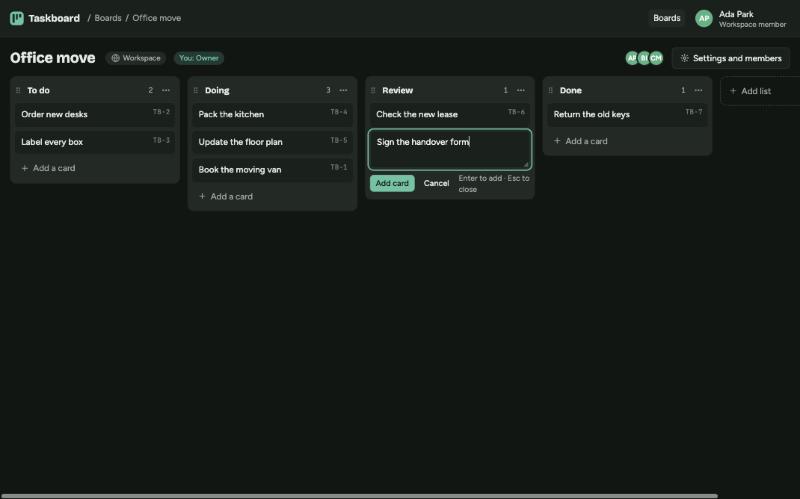 Taskboard / Boards / Office move
Boards
AP
Ada Park
Workspace member
Office move
Workspace
You: Owner
CM
Settings and members
To do 2 ...
Order new desks TB-2
Label every box TB-3
+ Add a card
Doing 3 ...
Pack the kitchen TB-4
Update the floor plan TB-5
Book the moving van TB-1
+ Add a card
Review 1 ...
Check the new lease TB-6
Sign the handover form
Add card
Cancel
Enter to add · Esc to
close
Done 1 ...
Return the old keys TB-7
+ Add a card
+ Add list